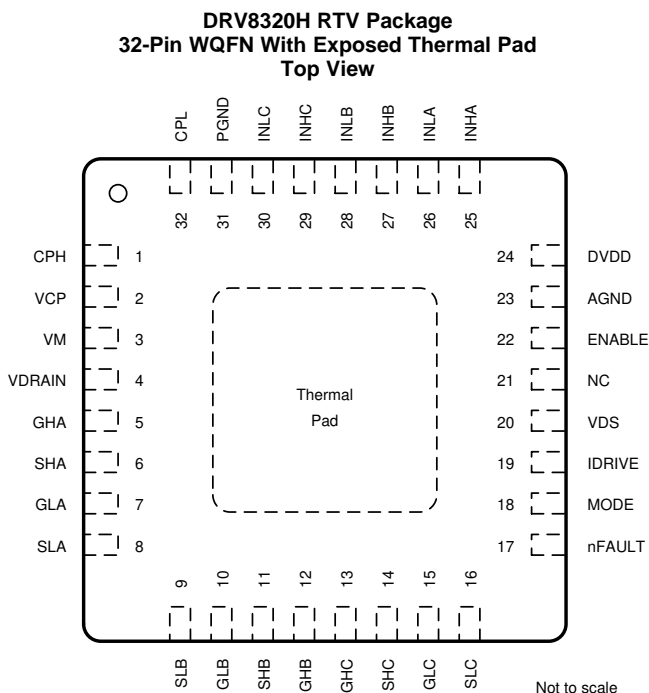 DRV8320H RTV Package
32-Pin WQFN With Exposed Thermal Pad
Top View
CPL PGND INLC INHC INLB INHB INLA INHA
32 31 30 29 28 27 26 25
CPH 1 24 DVDD
VCP 2 23 AGND
VM 3 22 ENABLE
VDRAIN 4 21 NC
GHA 5 20 VDS
SHA 6 19 IDRIVE
GLA 7 18 MODE
SLA 8 17 nFAULT
Thermal
Pad
9 10 11 12 13 14 15 16
SLB GLB SHB GHB GHC SHC GLC SLC
Not to scale